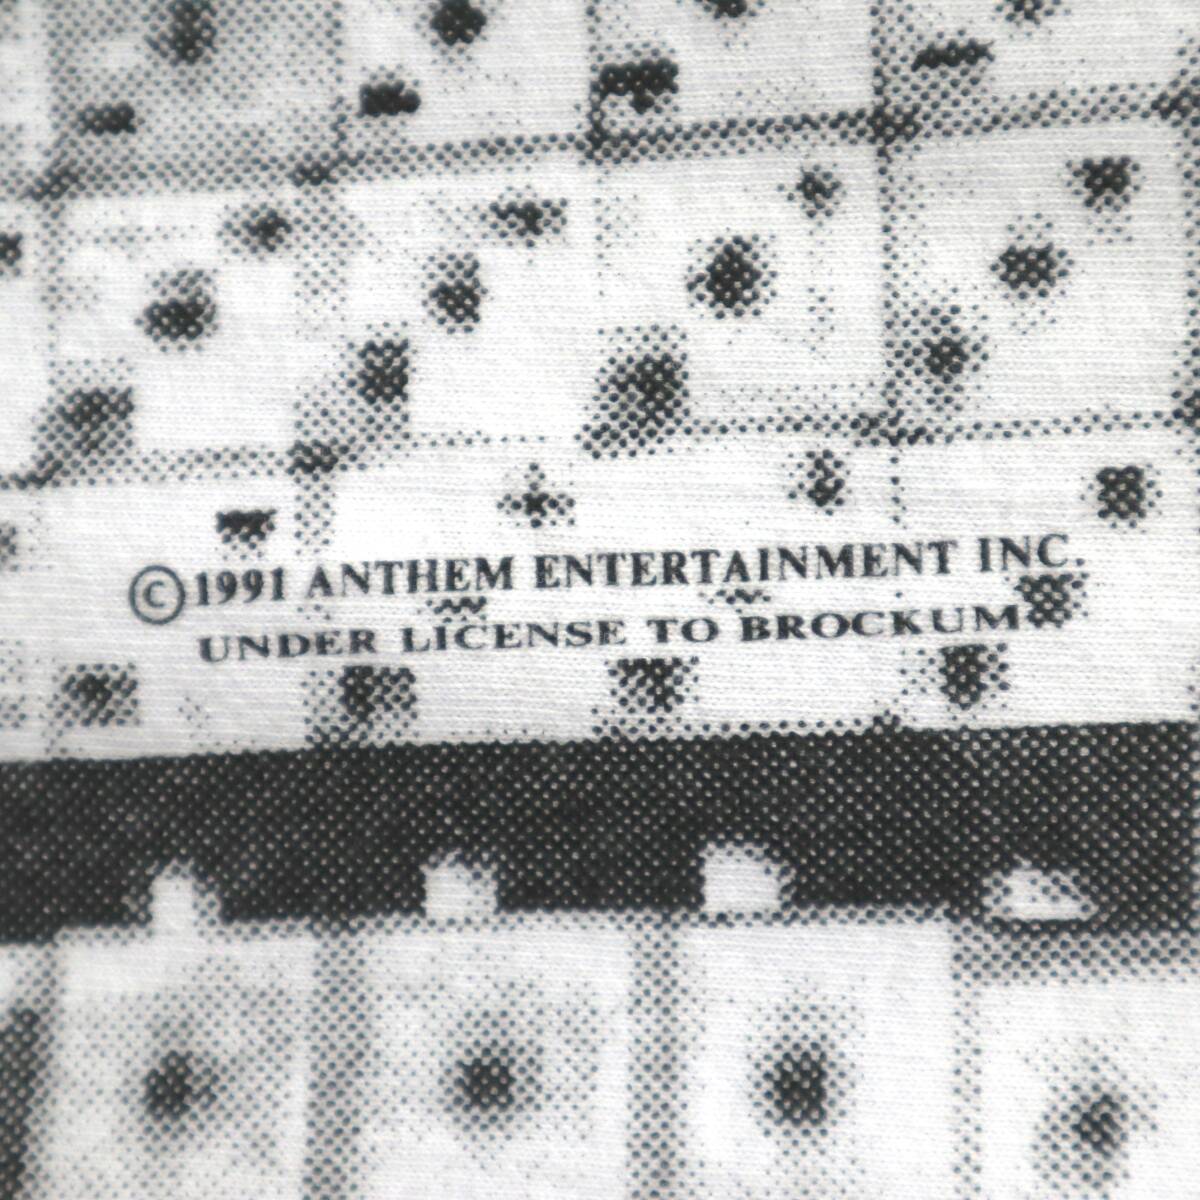 ©1991 ANTHEM ENTERTAINMENT INC.
UNDER LICENSE TO BROCKUM